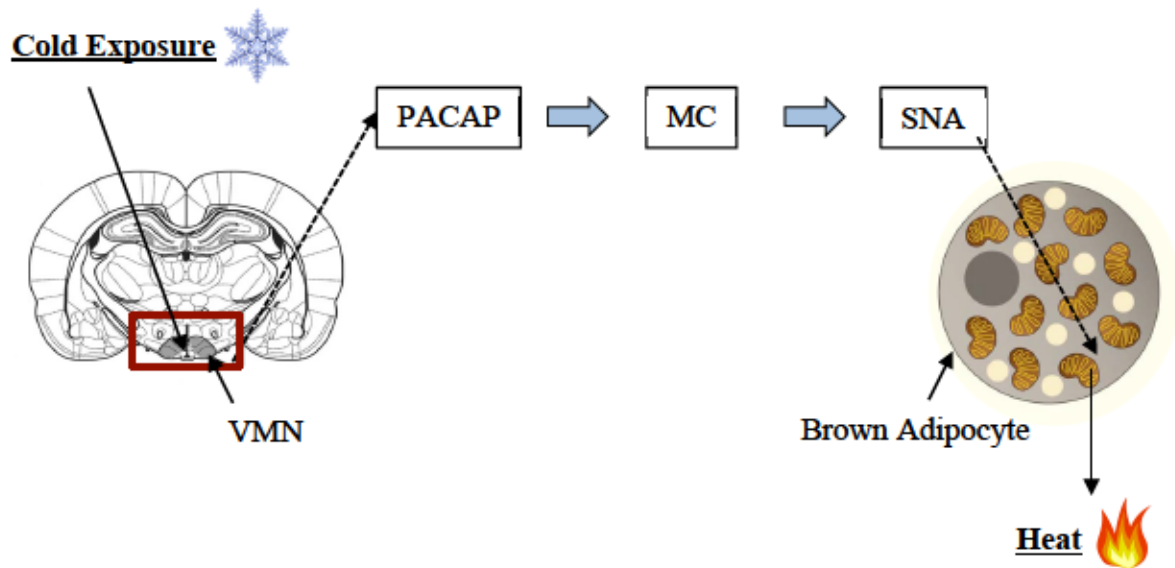 Cold Exposure
PACAP
MC
SNA
VMN
Brown Adipocyte
Heat